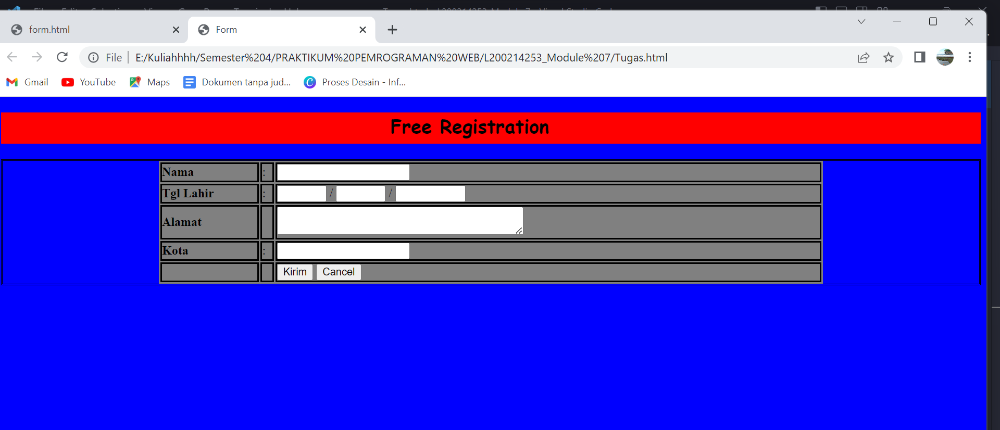 form.html
Form
File E:/Kuliahhhh/Semester%204/PRAKTIKUM%20PEMROGRAMAN%20WEB/L200214253_Module%207/Tugas.html
Gmail YouTube Maps Dokumen tanpa jud... Proses Desain - Inf...
Free Registration
Nama :
Tgl Lahir : / /
Alamat
Kota :
Kirim Cancel